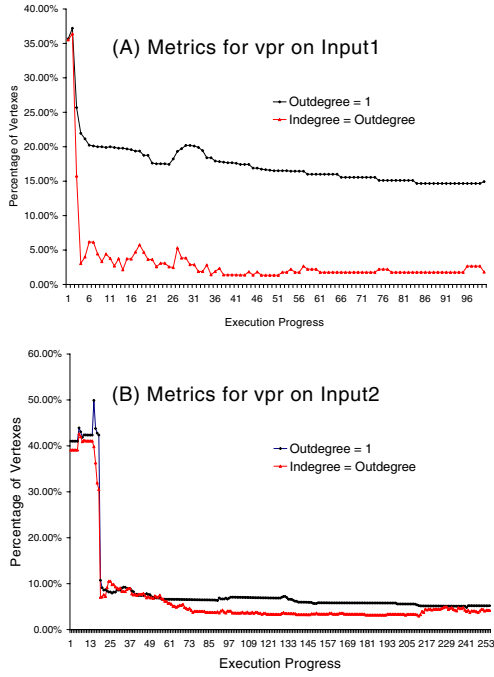 40.00%
(A) Metrics for vpr on Input1
35.00%
30.00%
25.00%
Outdegree = 1
Indegree = Outdegree
20.00%
15.00%
10.00%
5.00%
0.00%
Percentage of Vertexes
1 6 11 16 21 26 31 36 41 46 51 56 61 66 71 76 81 86 91 96
Execution Progress
60.00%
(B) Metrics for vpr on Input2
50.00%
40.00%
Outdegree = 1
Indegree = Outdegree
30.00%
20.00%
10.00%
0.00%
Percentage of Vertexes
1 13 25 37 49 61 73 85 97 109 121 133 145 157 169 181 193 205 217 229 241 253
Execution Progress